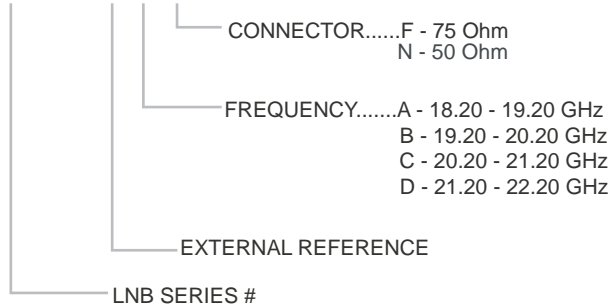 CONNECTOR......F - 75 Ohm
N - 50 Ohm
FREQUENCY.......A - 18.20 - 19.20 GHz
B - 19.20 - 20.20 GHz
C - 20.20 - 21.20 GHz
D - 21.20 - 22.20 GHz
EXTERNAL REFERENCE
LNB SERIES #